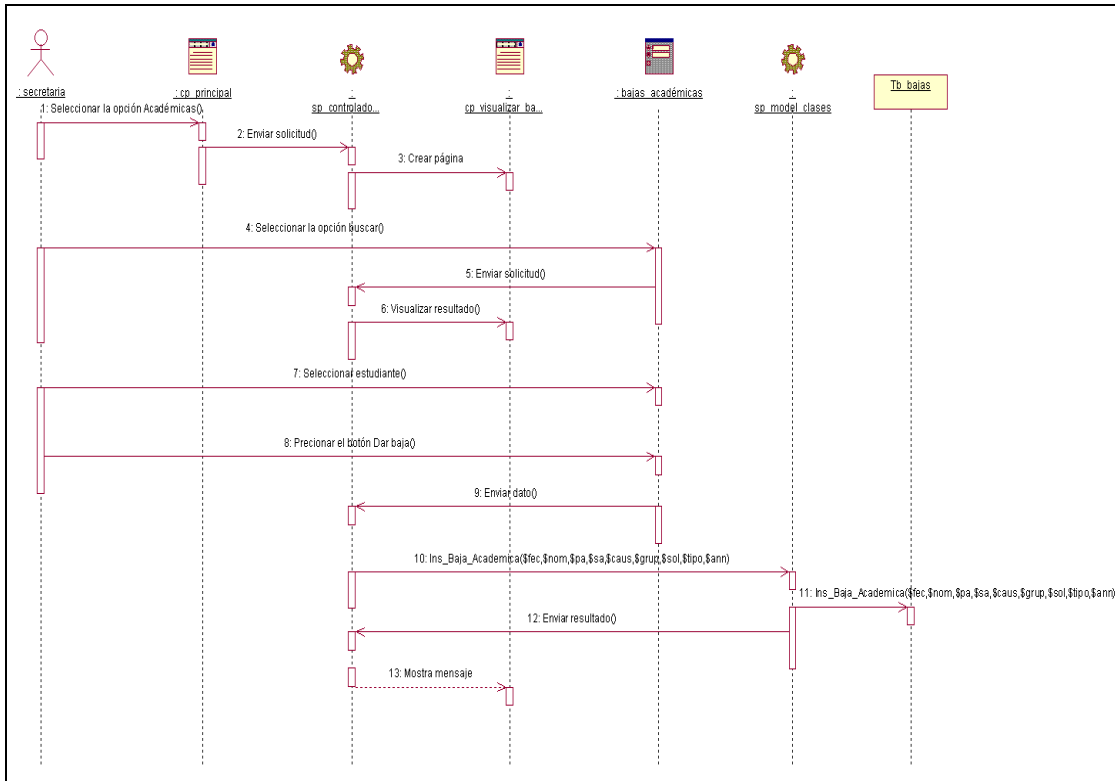 : secretaria
: cp_principal
:
sp_controlado...
:
cp_visualizar_ba...
: bajas_académicas
:
sp_model_clases
Tb_bajas
1: Seleccionar la opción Académicas()
2: Enviar solicitud()
3: Crear página
4: Seleccionar la opción buscar()
5: Enviar solicitud()
6: Visualizar resultado()
7: Seleccionar estudiante()
8: Precionar el botón Dar baja()
9: Enviar dato()
10: Ins_Baja_Academica($fec,$nom,$pa,$sa,$caus,$grup,$sol,$tipo,$ann)
11: Ins_Baja_Academica($fec,$nom,$pa,$sa,$caus,$grup,$sol,$tipo,$ann)
12: Enviar resultado()
13: Mostra mensaje